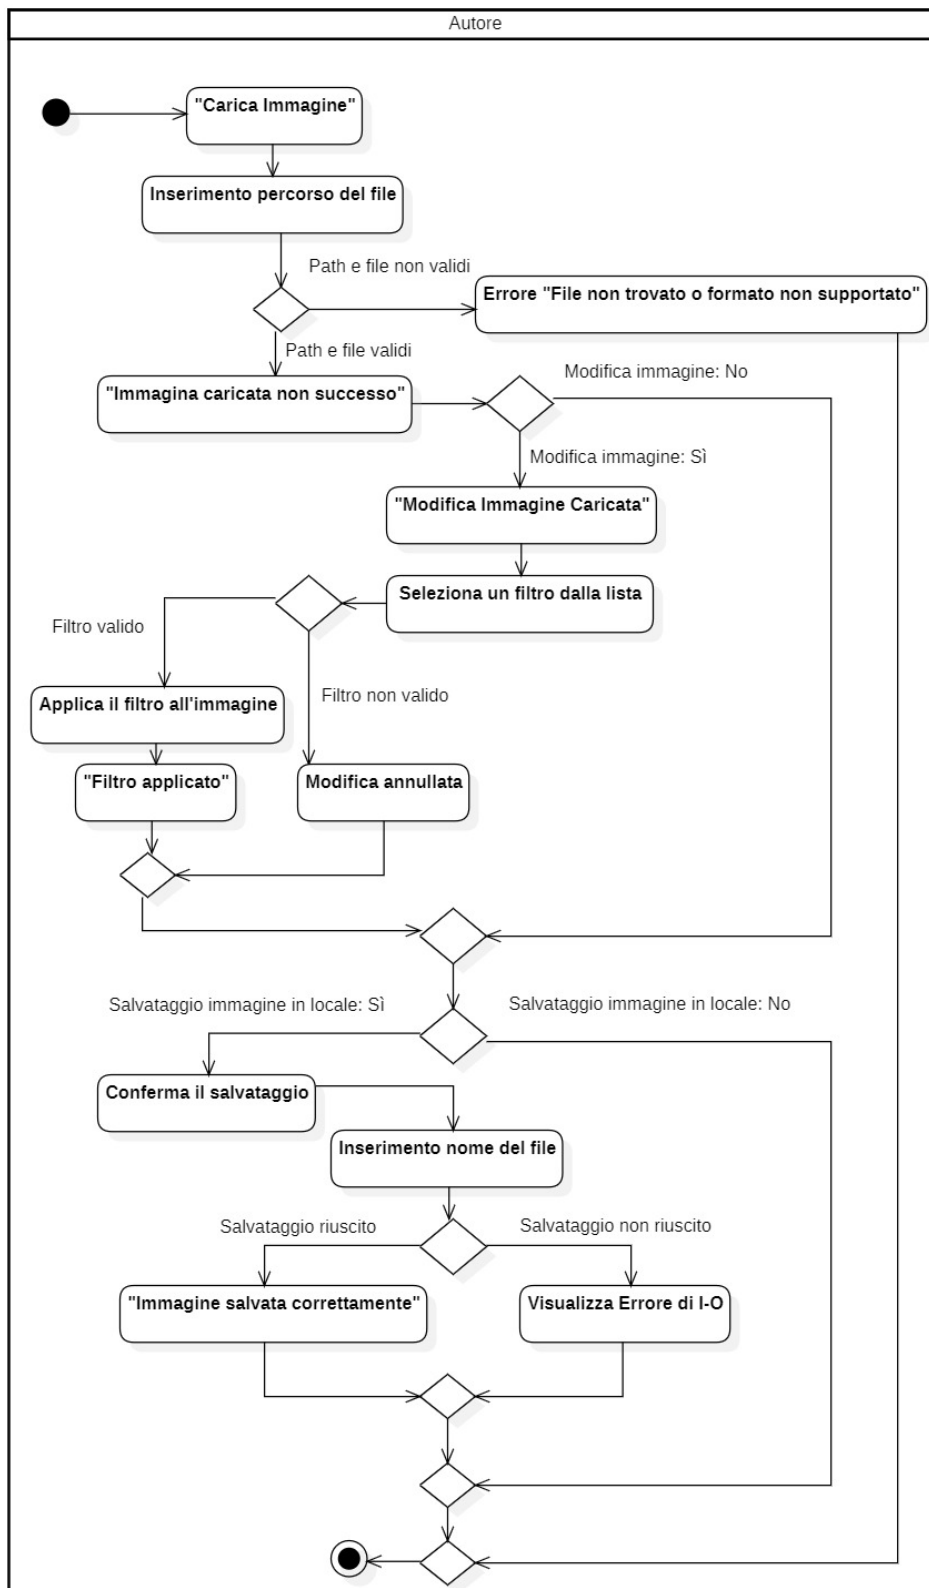 Autore
"Carica Immagine"
Inserimento percorso del file
Path e file non validi
Errore "File non trovato o formato non supportato"
Path e file validi
"Immagina caricata non successo"
Modifica immagine: No
Modifica immagine: Sì
"Modifica Immagine Caricata"
Seleziona un filtro dalla lista
Filtro valido
Filtro non valido
Applica il filtro all'immagine
"Filtro applicato"
Modifica annullata
Salvataggio immagine in locale: Sì
Salvataggio immagine in locale: No
Conferma il salvataggio
Inserimento nome del file
Salvataggio riuscito
Salvataggio non riuscito
"Immagine salvata correttamente"
Visualizza Errore di I-O